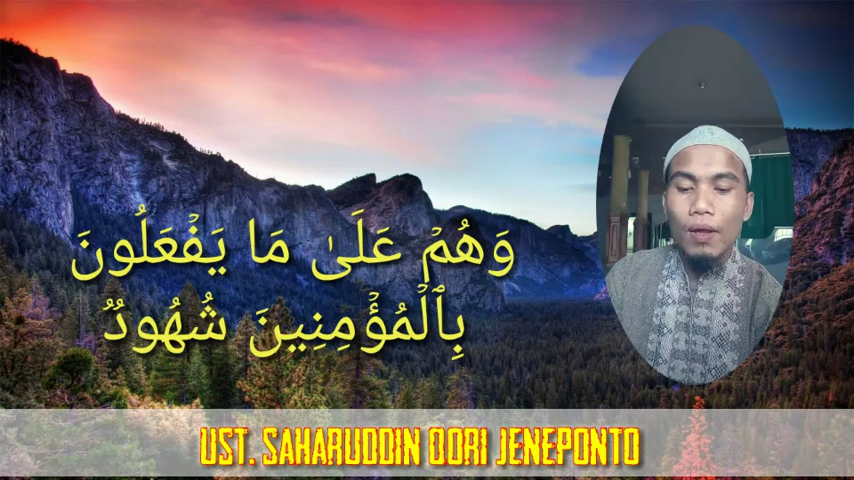 وَهُمۡ عَلَىٰ مَا يَفۡعَلُونَ
بِٱلۡمُؤۡمِنِينَ شُهُودٞ
UST. SAHARUDDIN QORI JENEPONTO